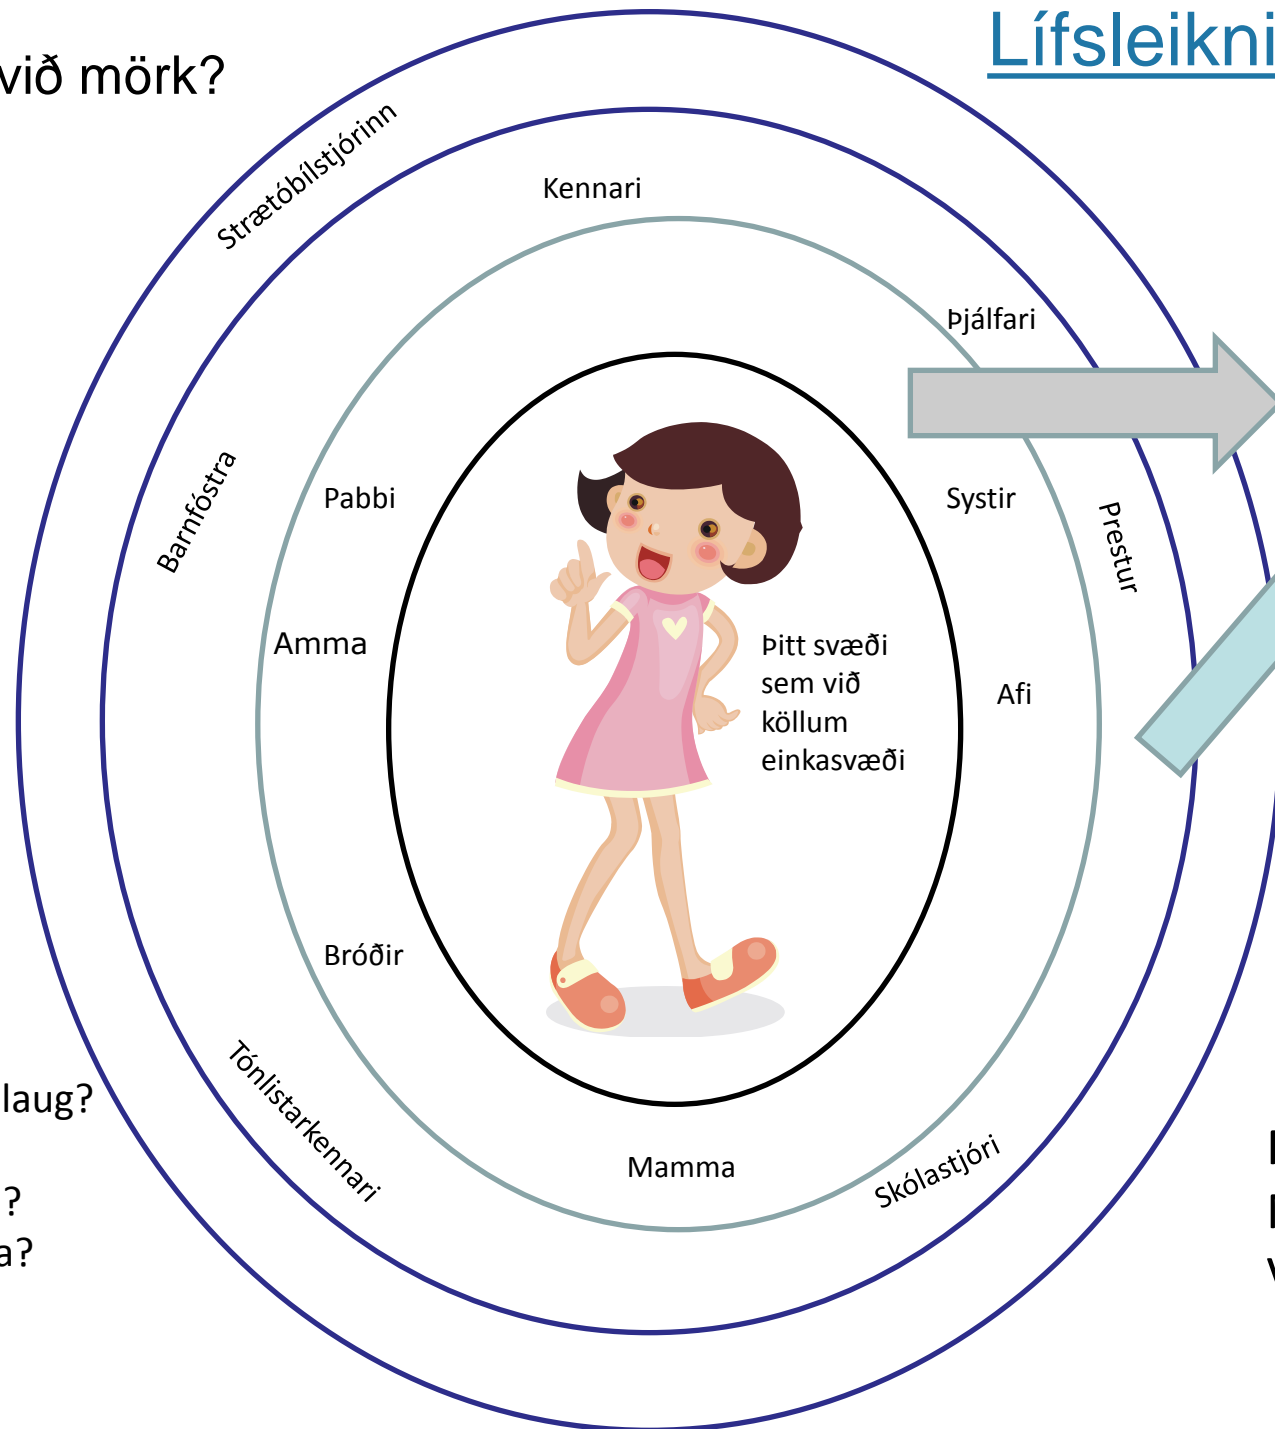 við mörk?
Lífsleikni
Strætóbílstjórinn
Kennari
Þjálfari
Barnfóstra
Pabbi
Systir
Prestur
Amma
Þitt svæði
sem við
köllum
einkasvæði
Afi
Bróðir
Tónlistarkennari
laug?
Mamma
Skólastjóri
?
a?